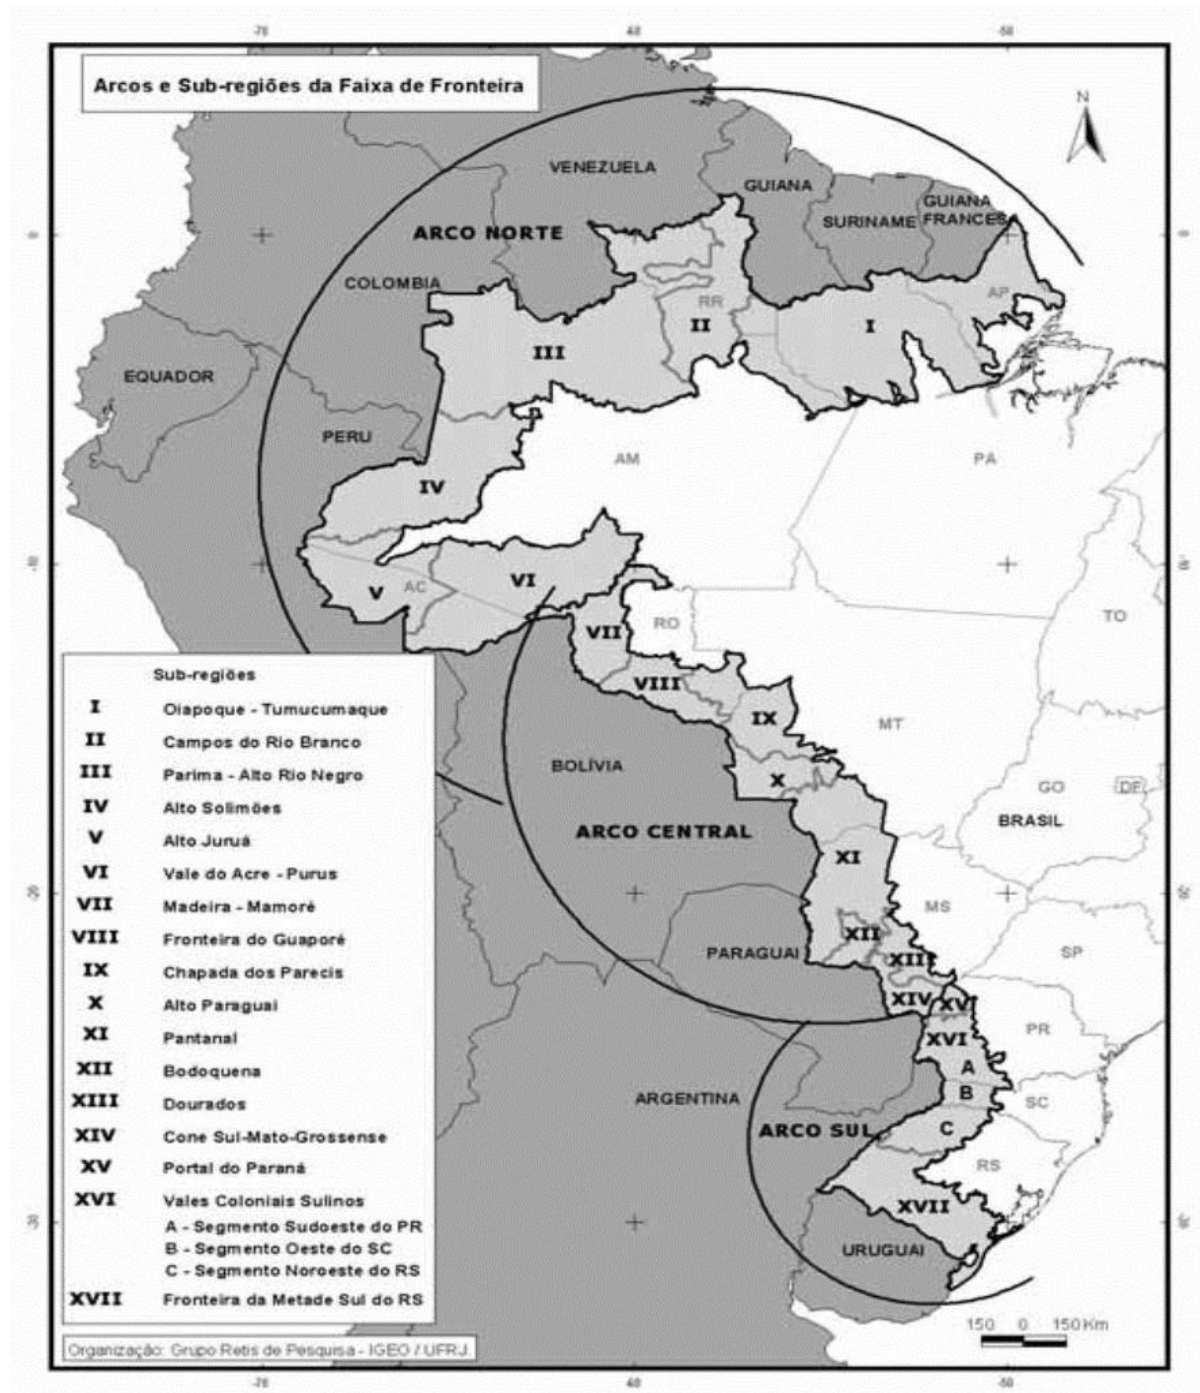 -70
-60
-50
Arcos e Sub-regiões da Faixa de Fronteira
N
VENEZUELA
GUIANA
SURINAME
GUIANA
FRANCESA
ARCO NORTE
COLOMBIA
AP
RR
II
I
III
EQUADOR
PERU
AM
PA
IV
V
AC
VI
VII
RO
TO
VIII
IX
MT
BOLÍVIA
X
GO
DF
BRASIL
ARCO CENTRAL
XI
MS
XII
PARAGUAI
XIII
SP
XIV
XV
XVI
PR
A
B
SC
ARGENTINA
ARCO SUL
C
RS
XVII
URUGUAI
Sub-regiões
I Oiapoque - Tumucumaque
II Campos do Rio Branco
III Parima - Alto Rio Negro
IV Alto Solimões
V Alto Juruá
VI Vale do Acre - Purus
VII Madeira - Mamoré
VIII Fronteira do Guaporé
IX Chapada dos Parecis
X Alto Paraguai
XI Pantanal
XII Bodoquena
XIII Dourados
XIV Cone Sul-Mato-Grossense
XV Portal do Paraná
XVI Vales Coloniais Sulinos
A - Segmento Sudoeste do PR
B - Segmento Oeste do SC
C - Segmento Noroeste do RS
XVII Fronteira da Metade Sul do RS
150 0 150 Km
Organização: Grupo Retis de Pesquisa - IGEO / UFRJ
-70
-60
-50